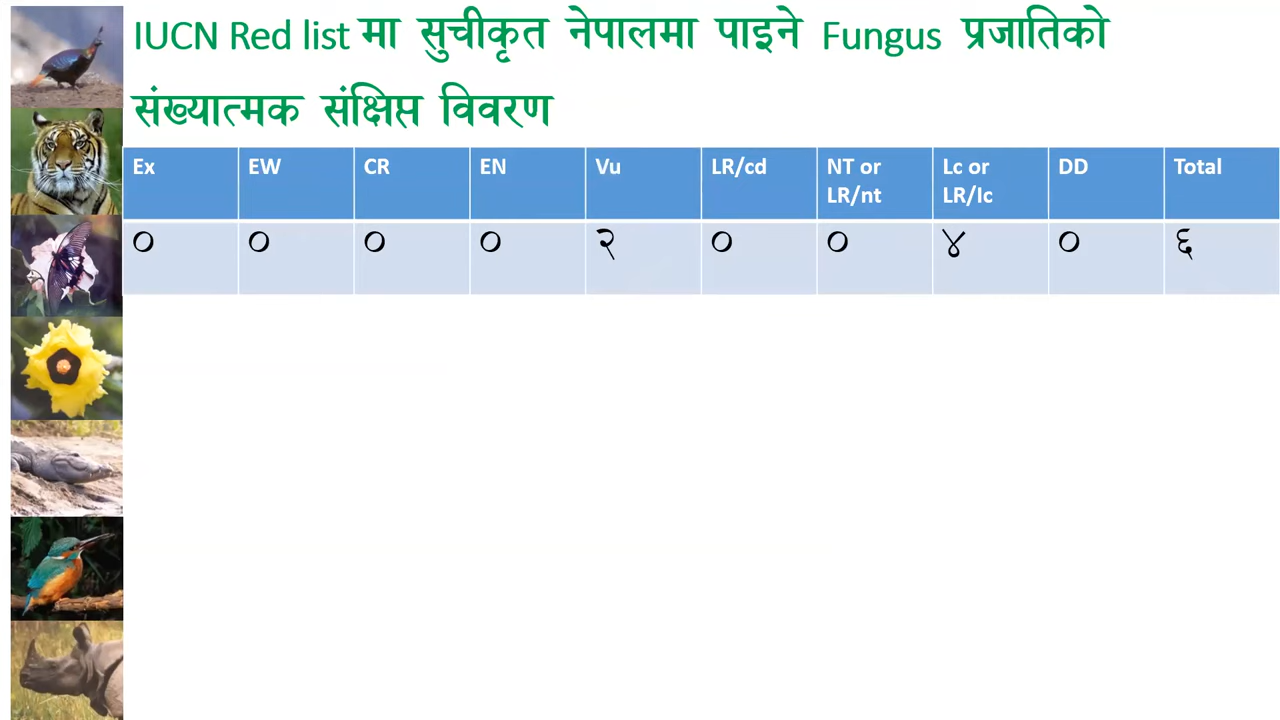 IUCN Red list मा सुचीकृत नेपालमा पाइने Fungus प्रजातिको
संख्यात्मक संक्षिप्त विवरण
Ex EW CR EN Vu LR/cd NT or LR/nt Lc or LR/lc DD Total
० ० ० ० २ ० ० ४ ० ६